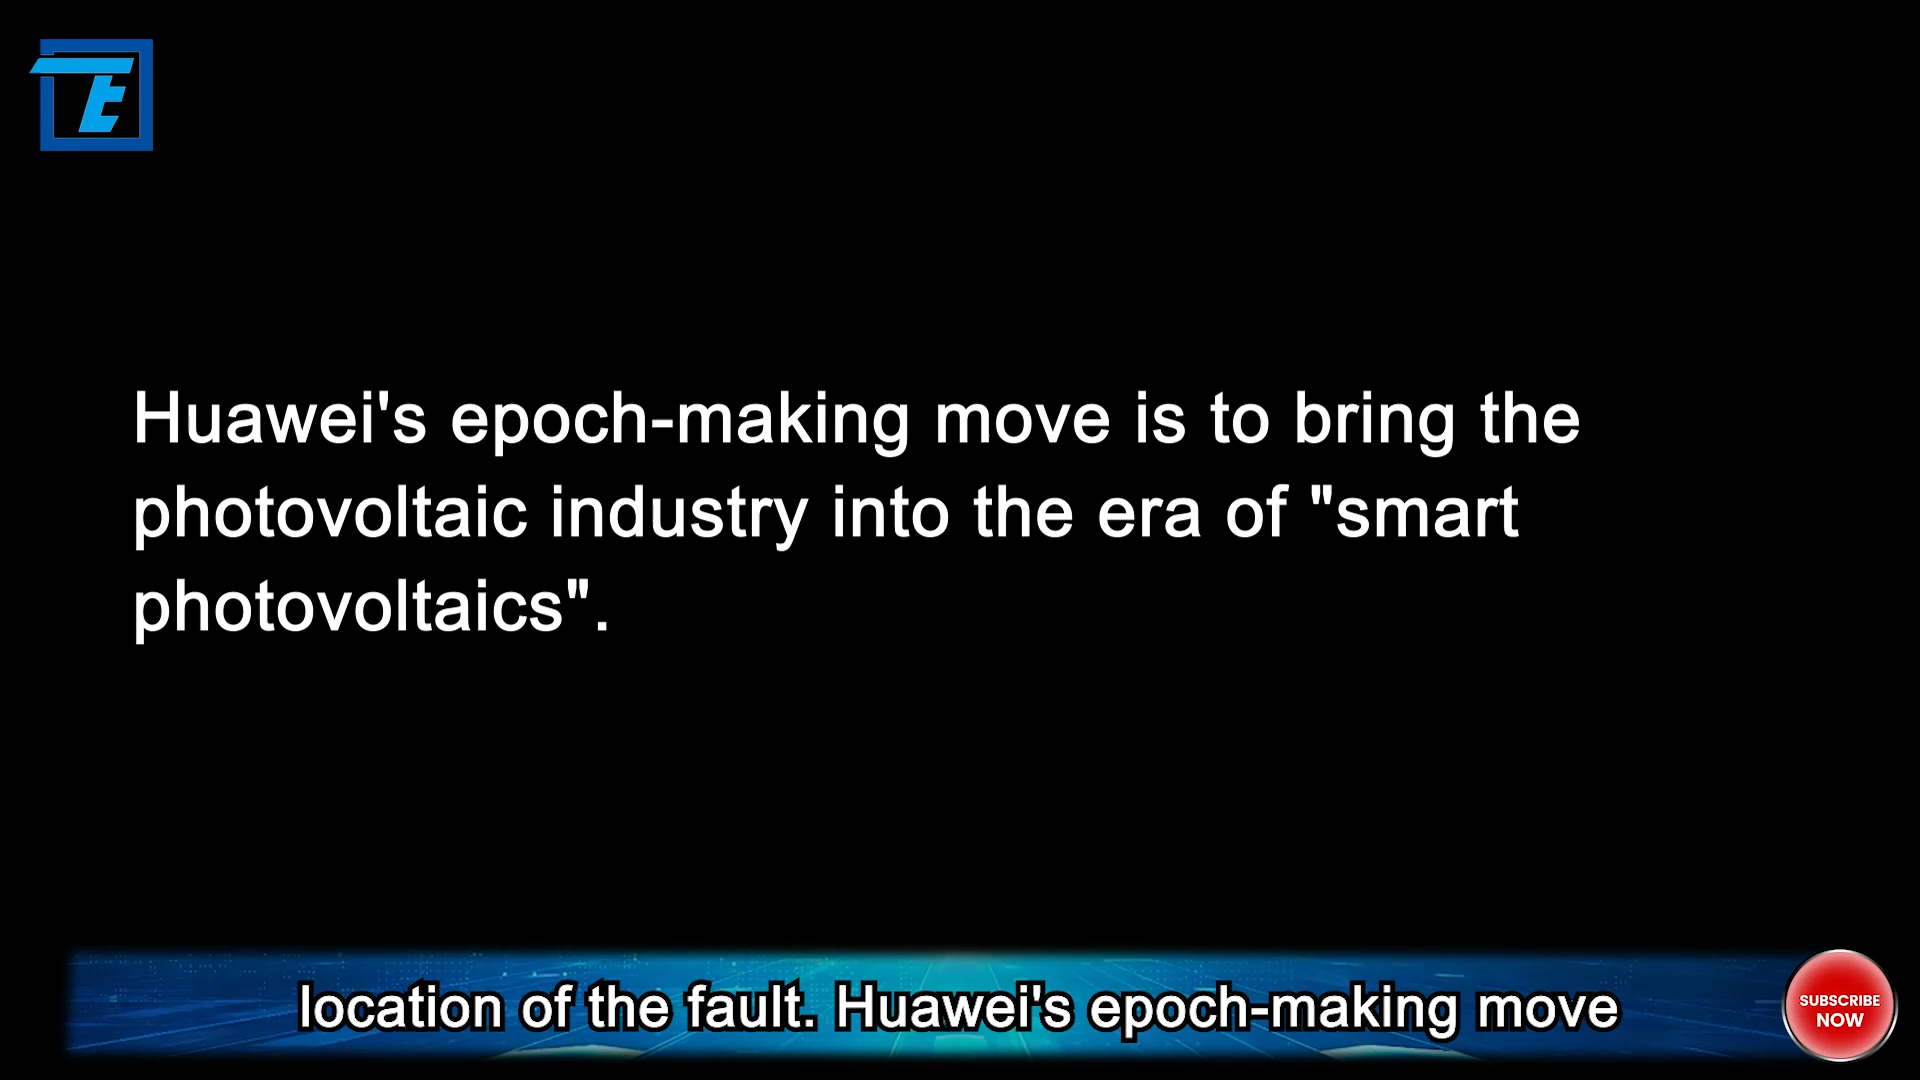 TE
Huawei's epoch-making move is to bring the
photovoltaic industry into the era of "smart
photovoltaics".
location of the fault. Huawei's epoch-making move
SUBSCRIBE
NOW